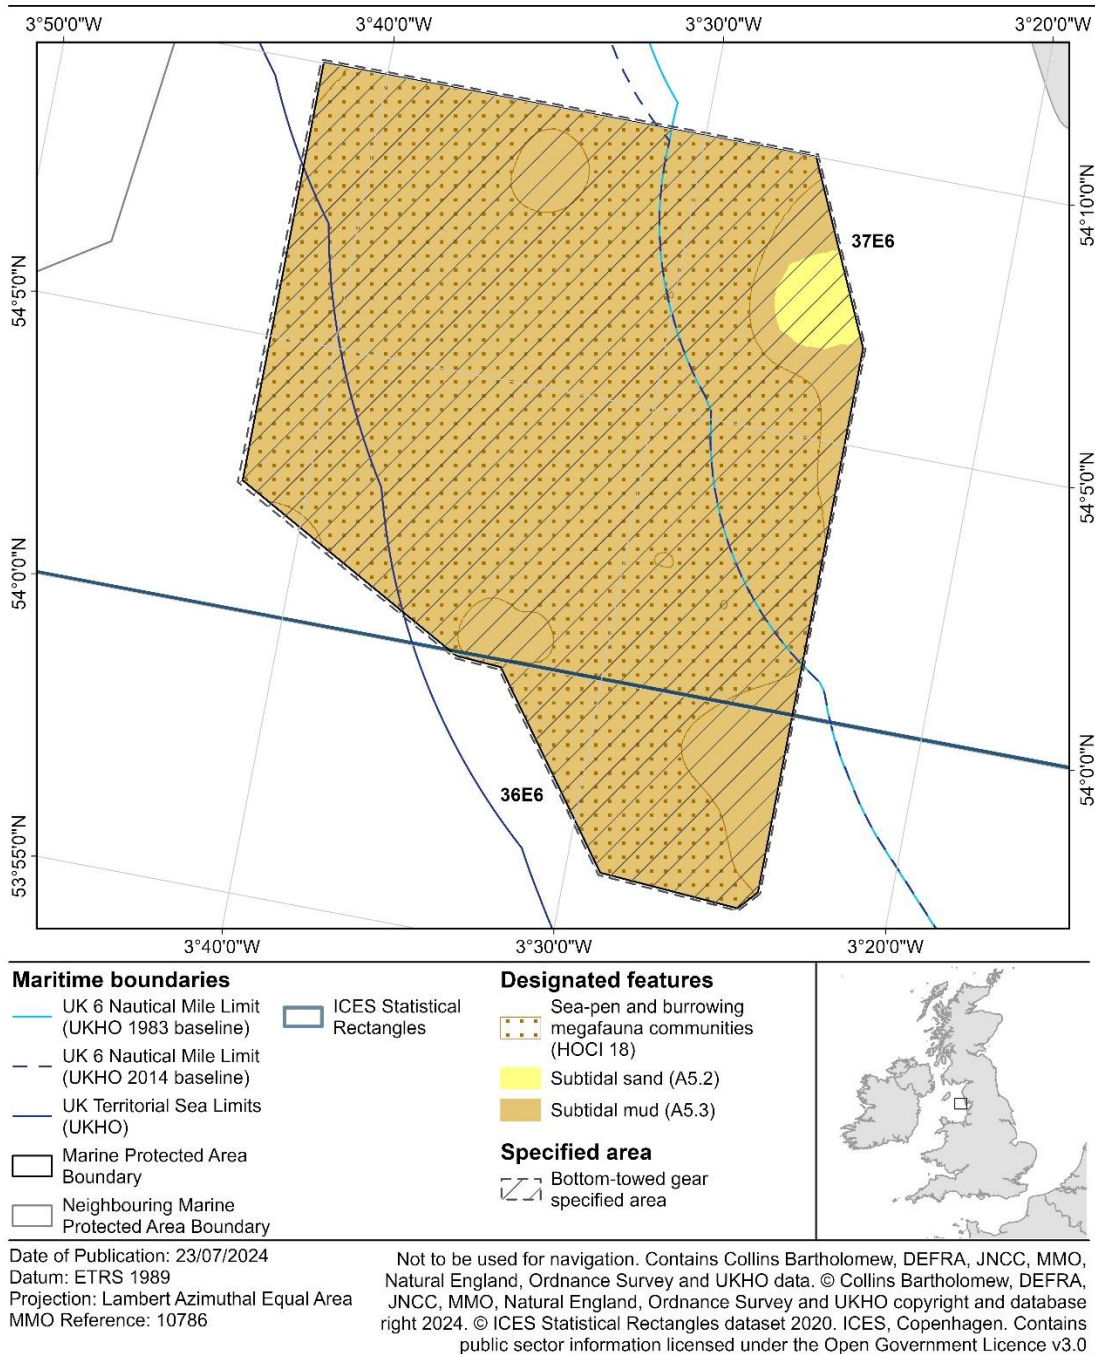 3°50'0"W
3°40'0"W
3°30'0"W
3°20'0"W
54°10'0"N
37E6
54°5'0"N
54°5'0"N
54°0'0"N
54°0'0"N
36E6
53°55'0"N
3°40'0"W
3°30'0"W
3°20'0"W
Maritime boundaries
UK 6 Nautical Mile Limit
(UKHO 1983 baseline)
UK 6 Nautical Mile Limit
(UKHO 2014 baseline)
UK Territorial Sea Limits
(UKHO)
Marine Protected Area
Boundary
Neighbouring Marine
Protected Area Boundary
ICES Statistical
Rectangles
Designated features
Sea-pen and burrowing
megafauna communities
(HOCI 18)
Subtidal sand (A5.2)
Subtidal mud (A5.3)
Specified area
Bottom-towed gear
specified area
Date of Publication: 23/07/2024
Datum: ETRS 1989
Projection: Lambert Azimuthal Equal Area
MMO Reference: 10786
Not to be used for navigation. Contains Collins Bartholomew, DEFRA, JNCC, MMO,
Natural England, Ordnance Survey and UKHO data. © Collins Bartholomew, DEFRA,
JNCC, MMO, Natural England, Ordnance Survey and UKHO copyright and database
right 2024. © ICES Statistical Rectangles dataset 2020. ICES, Copenhagen. Contains
public sector information licensed under the Open Government Licence v3.0